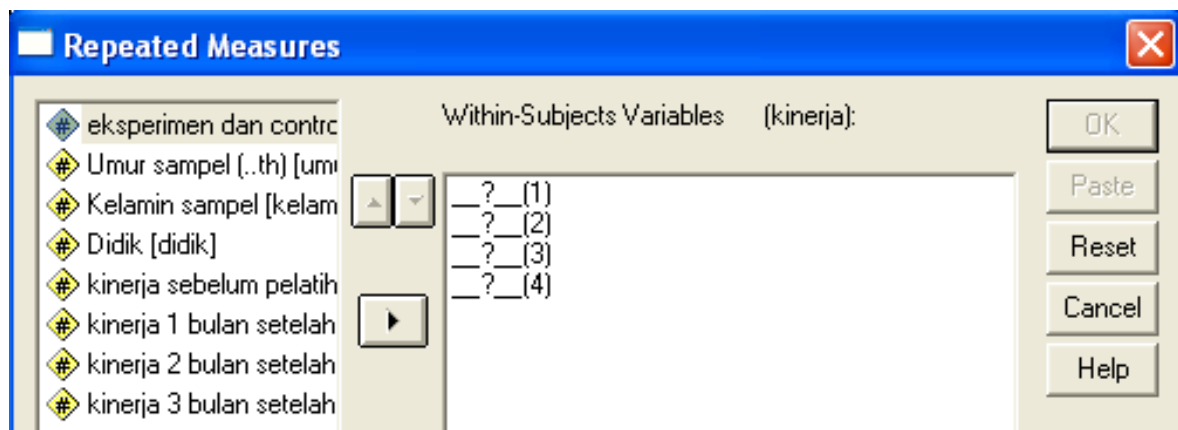 Repeated Measures
eksperimen dan contrc
Umur sampel (..th) [umu
Kelamin sampel [kelam
Didik [didik]
kinerja sebelum pelatih
kinerja 1 bulan setelah
kinerja 2 bulan setelah
kinerja 3 bulan setelah
Within-Subjects Variables (kinerja):
__?__(1)
__?__(2)
__?__(3)
__?__(4)
OK
Paste
Reset
Cancel
Help